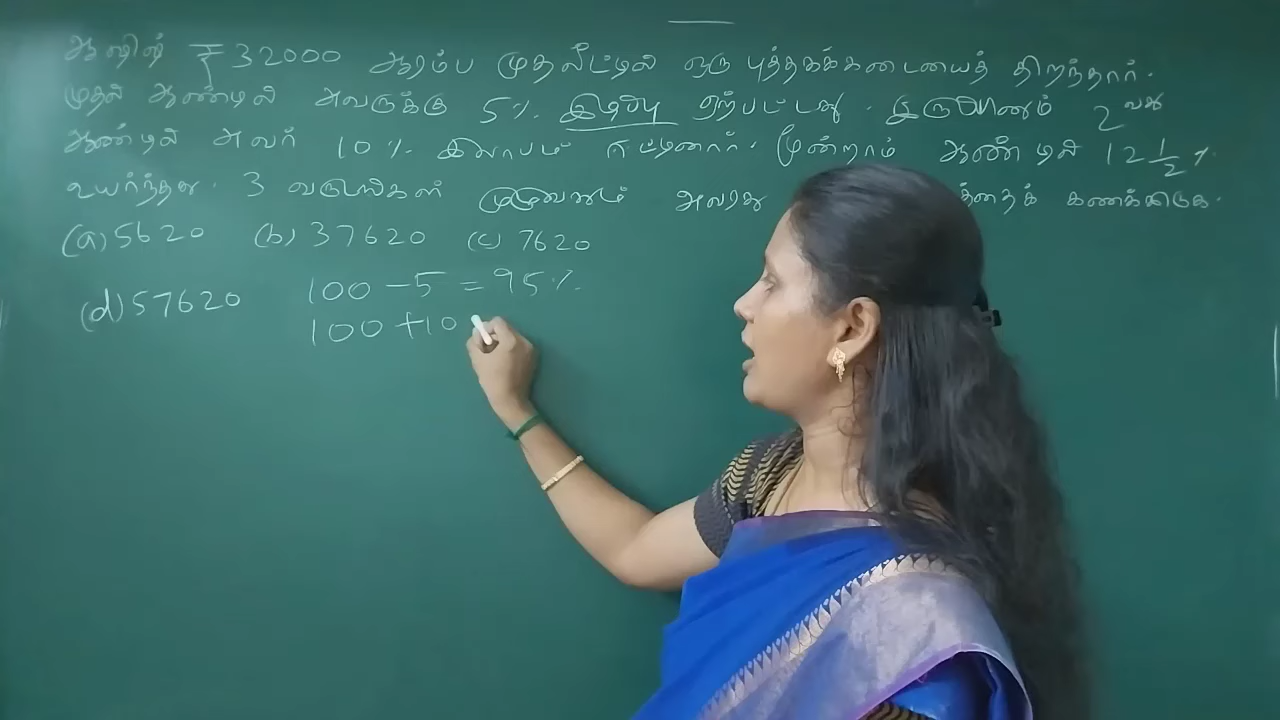 ஆஷிஷ் ₹32000 ஆரம்ப முதலீட்டில் ஒரு புத்தகக்கடையைத் திறந்தார்.
முதல் ஆண்டில் அவருக்கு 5% இழப்பு ஏற்பட்டது. இருப்பினும் 2வது
ஆண்டில் அவர் 10% இலாபம் ஈட்டினார். மூன்றாம் ஆண்டில் 12 1/2 %
உயர்ந்தது. 3 வருடங்கள் முழுவதும் அவரது த்தைக் கணக்கிடுக.
(a) 5620 (b) 37620 (c) 7620
(d) 57620 100 - 5 = 95%
100 + 10